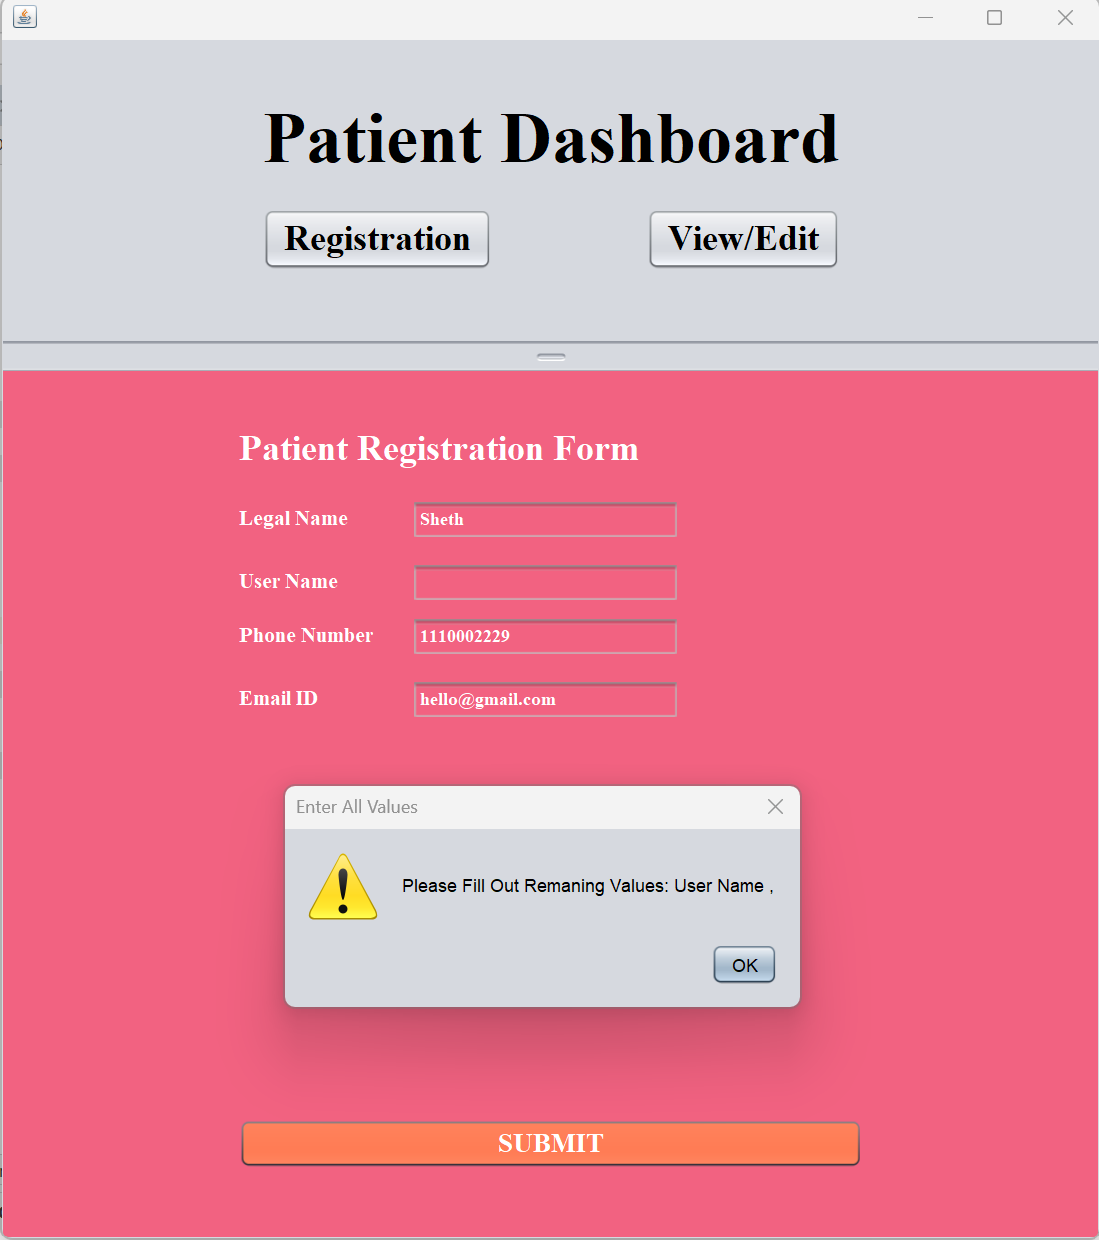 Patient Dashboard
Registration View/Edit
Patient Registration Form
Legal Name Sheth
User Name
Phone Number 1110002229
Email ID hello@gmail.com
Enter All Values
Please Fill Out Remaning Values: User Name ,
OK
SUBMIT